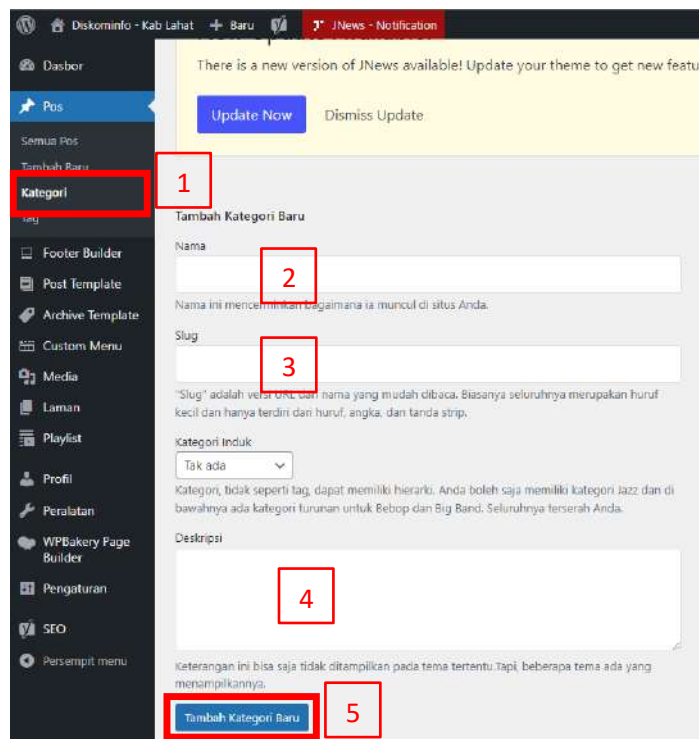 Diskominfo - Kab Lahat + Baru JNews - Notification
Dasbor
Pos
Semua Pos
Tambah Baru
Kategori
Tag
Footer Builder
Post Template
Archive Template
Custom Menu
Media
Laman
Playlist
Profil
Peralatan
WPBakery Page
Builder
Pengaturan
SEO
Persempit menu
There is a new version of JNews available! Update your theme to get new featu
Update Now Dismiss Update
1
Tambah Kategori Baru
Nama
2
Nama ini mencerminkan bagaimana ia muncul di situs Anda.
Slug
3
"Slug" adalah versi URL dari nama yang mudah dibaca. Biasanya seluruhnya merupakan huruf
kecil dan hanya terdiri dari huruf, angka, dan tanda strip.
Kategori Induk
Tak ada
Kategori, tidak seperti tag, dapat memiliki hierarki. Anda boleh saja memiliki kategori Jazz dan di
bawahnya ada kategori turunan untuk Bebop dan Big Band. Seluruhnya terserah Anda.
Deskripsi
4
Keterangan ini bisa saja tidak ditampilkan pada tema tertentu.Tapi, beberapa tema ada yang
menampilkannya.
Tambah Kategori Baru
5